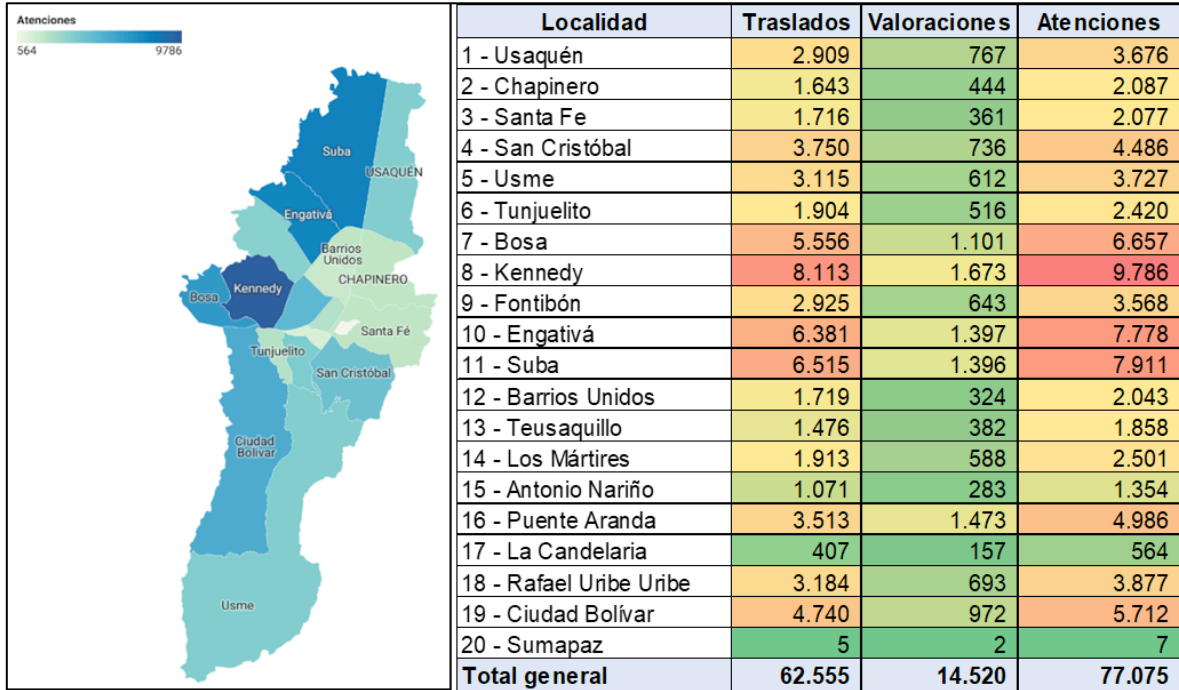 Atenciones
564 9786
Suba
USAQUÉN
Engativá
Barrios
Unidos
CHAPINERO
Kennedy
Bosa
Santa Fé
Tunjuelito
San Cristóbal
Ciudad
Bolívar
Usme
Localidad Traslados Valoraciones Atenciones
1 - Usaquén 2.909 767 3.676
2 - Chapinero 1.643 444 2.087
3 - Santa Fe 1.716 361 2.077
4 - San Cristóbal 3.750 736 4.486
5 - Usme 3.115 612 3.727
6 - Tunjuelito 1.904 516 2.420
7 - Bosa 5.556 1.101 6.657
8 - Kennedy 8.113 1.673 9.786
9 - Fontibón 2.925 643 3.568
10 - Engativá 6.381 1.397 7.778
11 - Suba 6.515 1.396 7.911
12 - Barrios Unidos 1.719 324 2.043
13 - Teusaquillo 1.476 382 1.858
14 - Los Mártires 1.913 588 2.501
15 - Antonio Nariño 1.071 283 1.354
16 - Puente Aranda 3.513 1.473 4.986
17 - La Candelaria 407 157 564
18 - Rafael Uribe Uribe 3.184 693 3.877
19 - Ciudad Bolívar 4.740 972 5.712
20 - Sumapaz 5 2 7
Total general 62.555 14.520 77.075